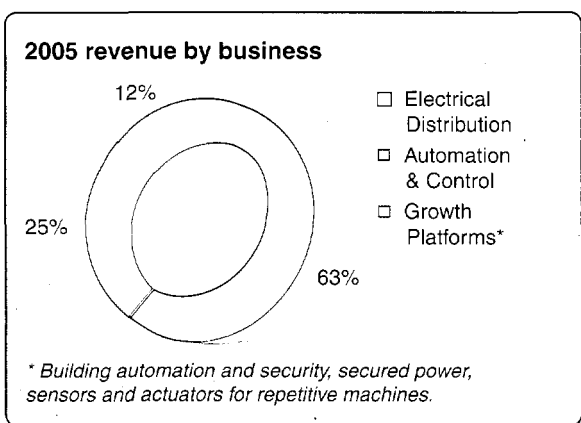 2005 revenue by business
12%
25%
63%
Electrical
Distribution
Automation
& Control
Growth
Platforms*
* Building automation and security, secured power,
sensors and actuators for repetitive machines.